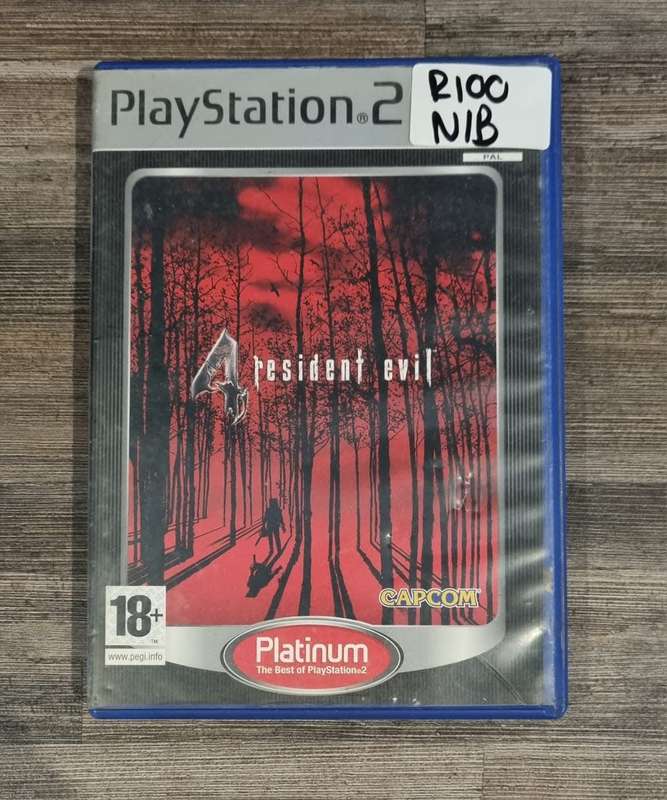 PlayStation®2
R100
NIB
PAL
4 resident evil
CAPCOM
18+
TM
www.pegi.info
Platinum
The Best of PlayStation®2